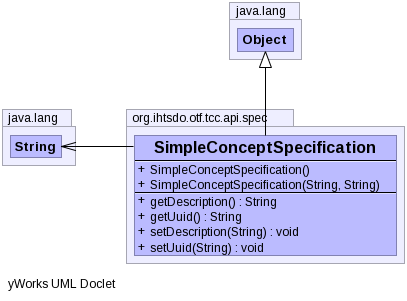 java.lang
Object
java.lang
String
org.ihtsdo.otf.tcc.api.spec
SimpleConceptSpecification
+ SimpleConceptSpecification()
+ SimpleConceptSpecification(String, String)
+ getDescription() : String
+ getUuid() : String
+ setDescription(String) : void
+ setUuid(String) : void
yWorks UML Doclet